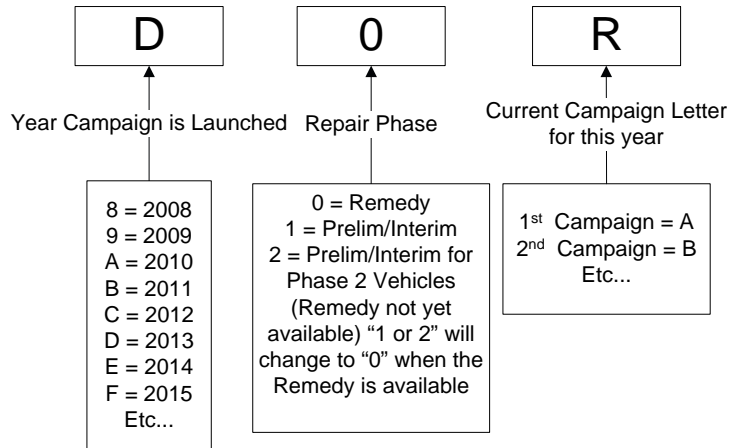 D
0
R
Year Campaign is Launched
Repair Phase
Current Campaign Letter
for this year
8 = 2008
9 = 2009
A = 2010
B = 2011
C = 2012
D = 2013
E = 2014
F = 2015
Etc...
0 = Remedy
1 = Prelim/Interim
2 = Prelim/Interim for
Phase 2 Vehicles
(Remedy not yet
available) “1 or 2” will
change to “0” when the
Remedy is available
1st Campaign = A
2nd Campaign = B
Etc...